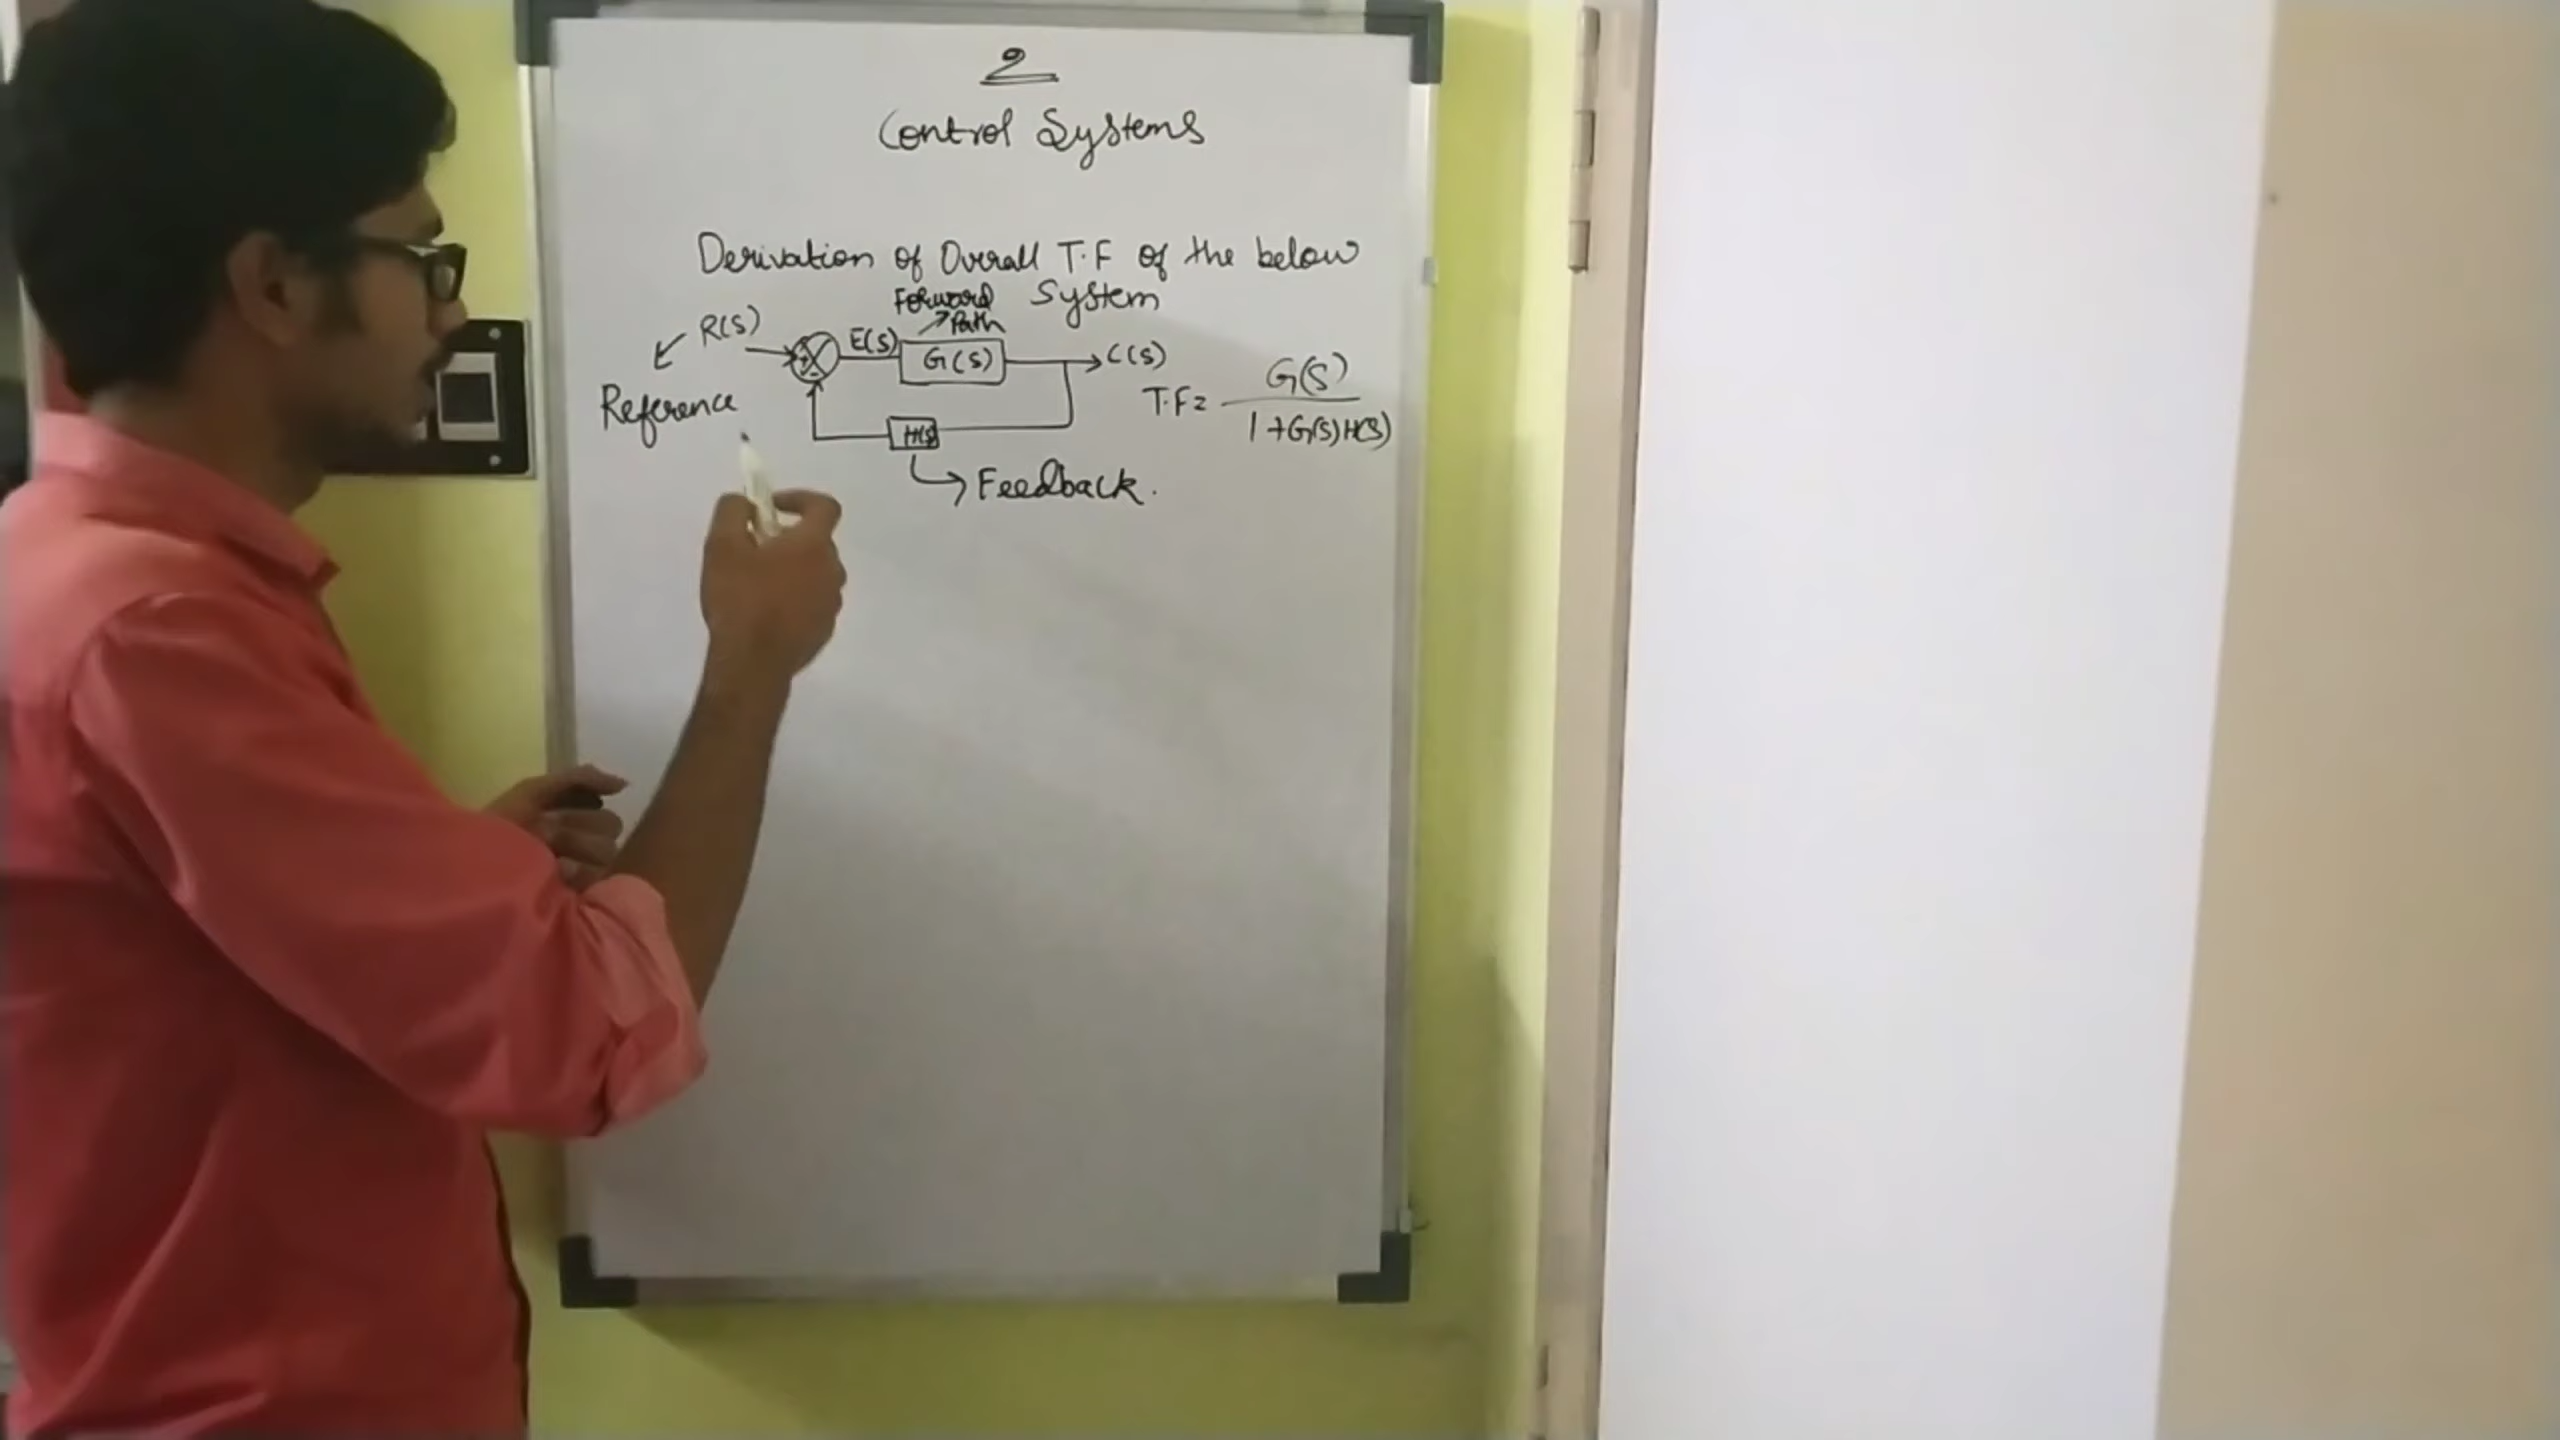 2
Control Systems
Derivation of Overall T.F of the below
System
Forward
Path
R(S)
E(S)
G(S)
C(S)
Reference
H(S)
Feedback.
T.F= G(S)
1+G(S)H(S)